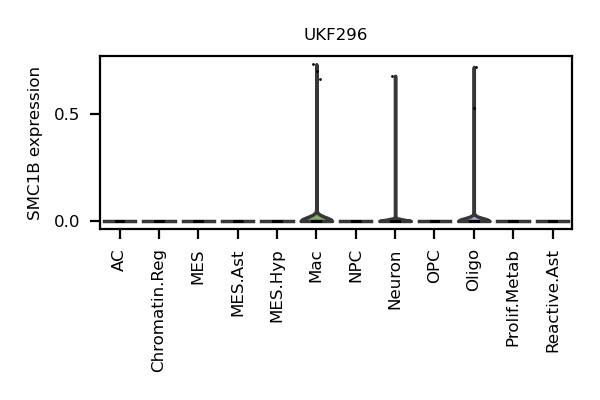 UKF296
SMC1B expression
0.5
0.0
AC
Chromatin.Reg
MES
MES.Ast
MES.Hyp
Mac
NPC
Neuron
OPC
Oligo
Prolif.Metab
Reactive.Ast